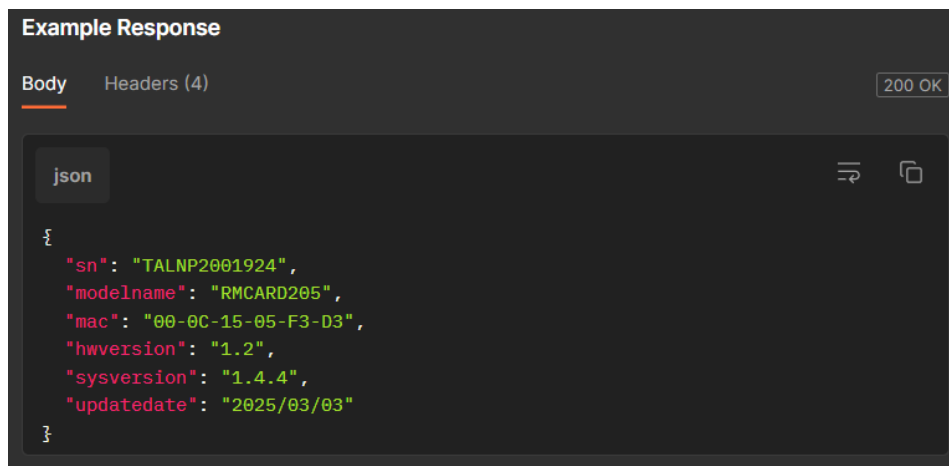 Example Response
Body Headers (4) 200 OK
json
{
"sn": "TALNP2001924",
"modelname": "RMCARD205",
"mac": "00-0C-15-05-F3-D3",
"hwversion": "1.2",
"sysversion": "1.4.4",
"updatedate": "2025/03/03"
}